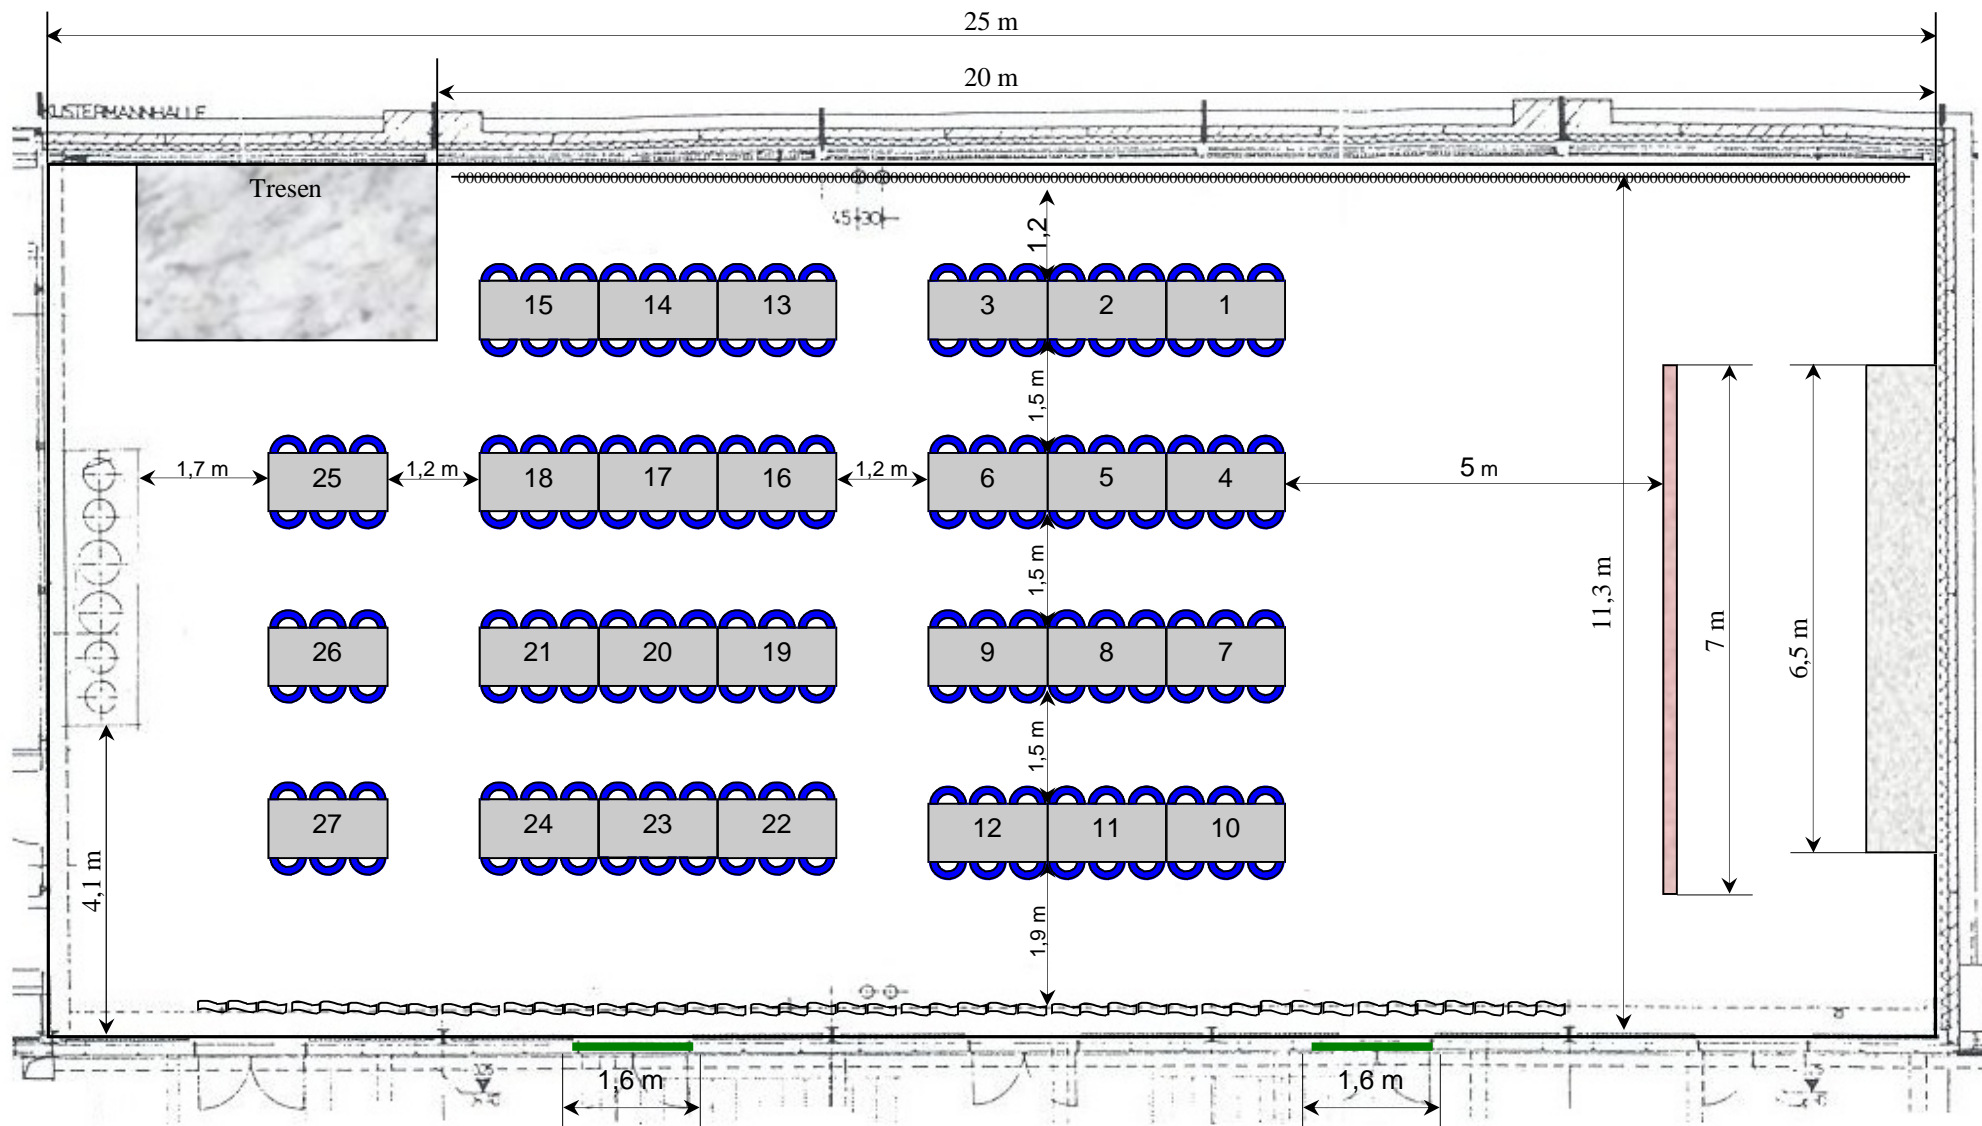 25 m
20 m
KUSTERMANNHALLE
Tresen
45 30
1,2
15 14 13 3 2 1
1,5 m
1,7 m 25 1,2 m 18 17 16 1,2 m 6 5 4 5 m
1,5 m
11,3 m
7 m
6,5 m
26 21 20 19 9 8 7
1,5 m
27 24 23 22 12 11 10
4,1 m
1,9 m
1,6 m 1,6 m